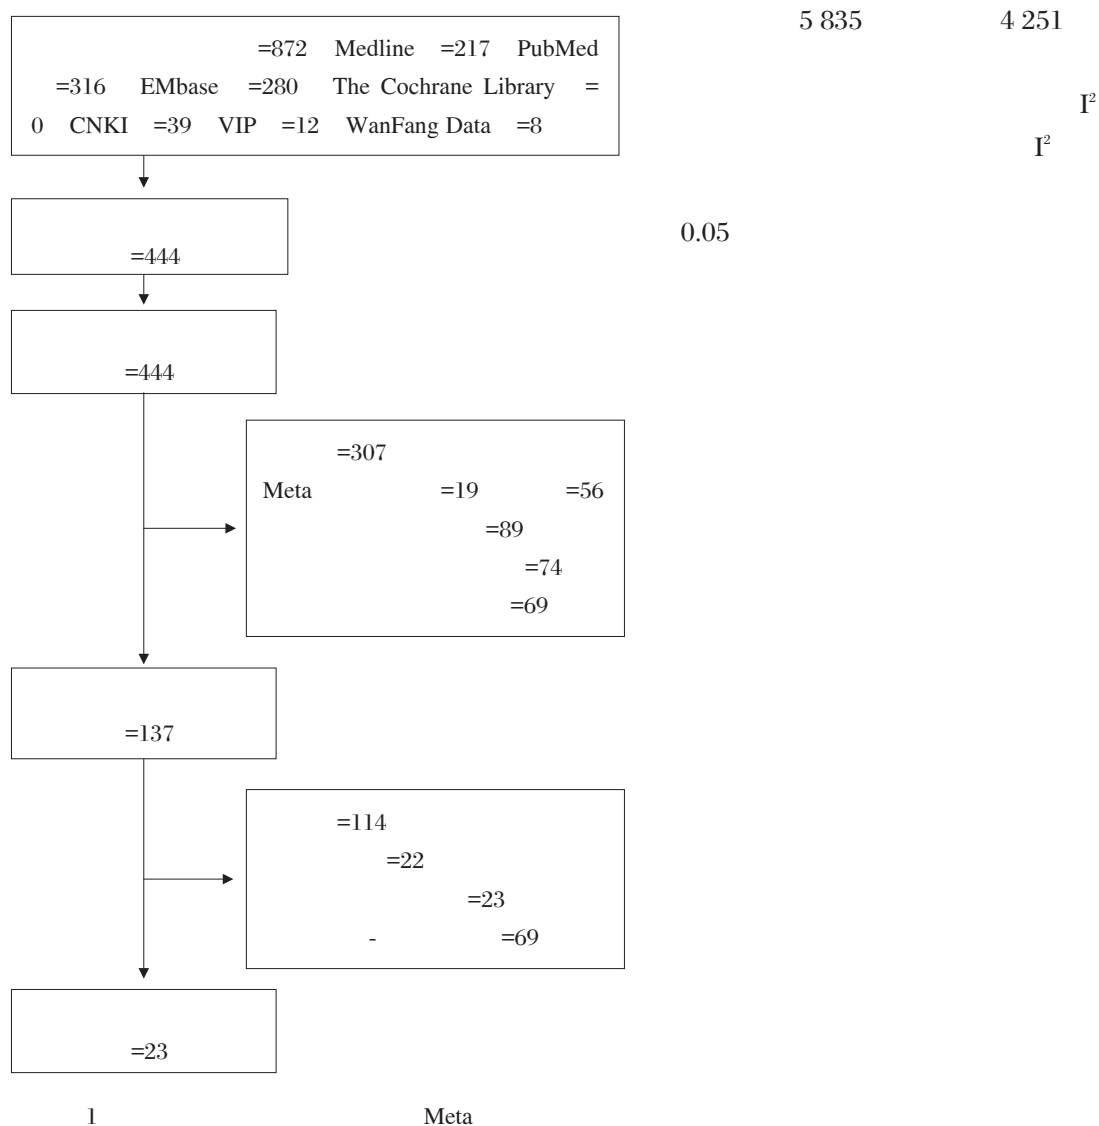 =872 Medline =217 PubMed
=316 EMbase =280 The Cochrane Library =
0 CNKI =39 VIP =12 WanFang Data =8
=444
=444
=307
Meta =19 =56
=89
=74
=69
=137
=114
=22
=23
- =69
=23
1 Meta
5 835 4 251
I²
I²
0.05